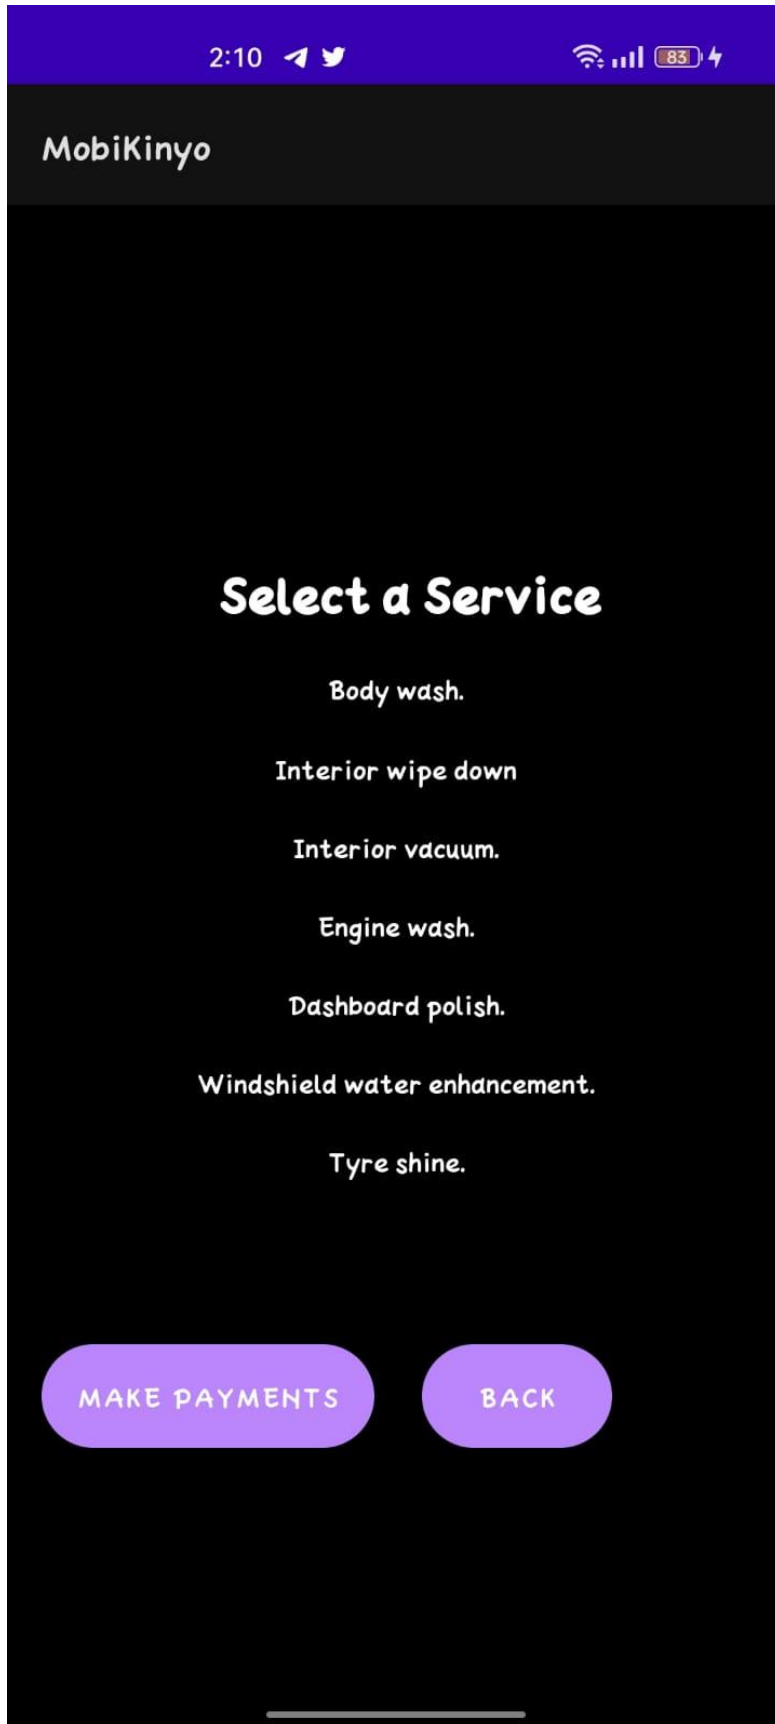 2:10
83
MobiKinyo
Select a Service
Body wash.
Interior wipe down
Interior vacuum.
Engine wash.
Dashboard polish.
Windshield water enhancement.
Tyre shine.
MAKE PAYMENTS
BACK